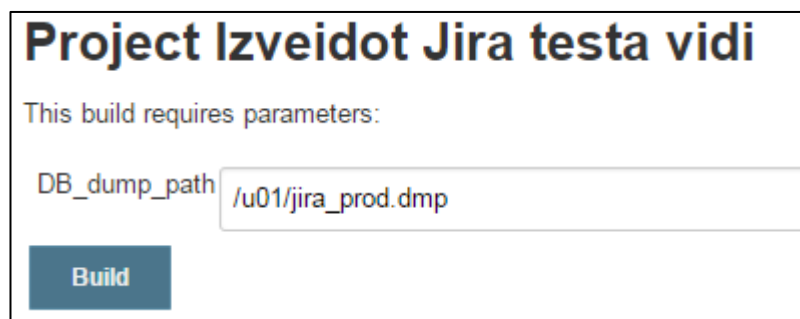 Project Izveidot Jira testa vidi
This build requires parameters:
DB_dump_path /u01/jira_prod.dmp
Build